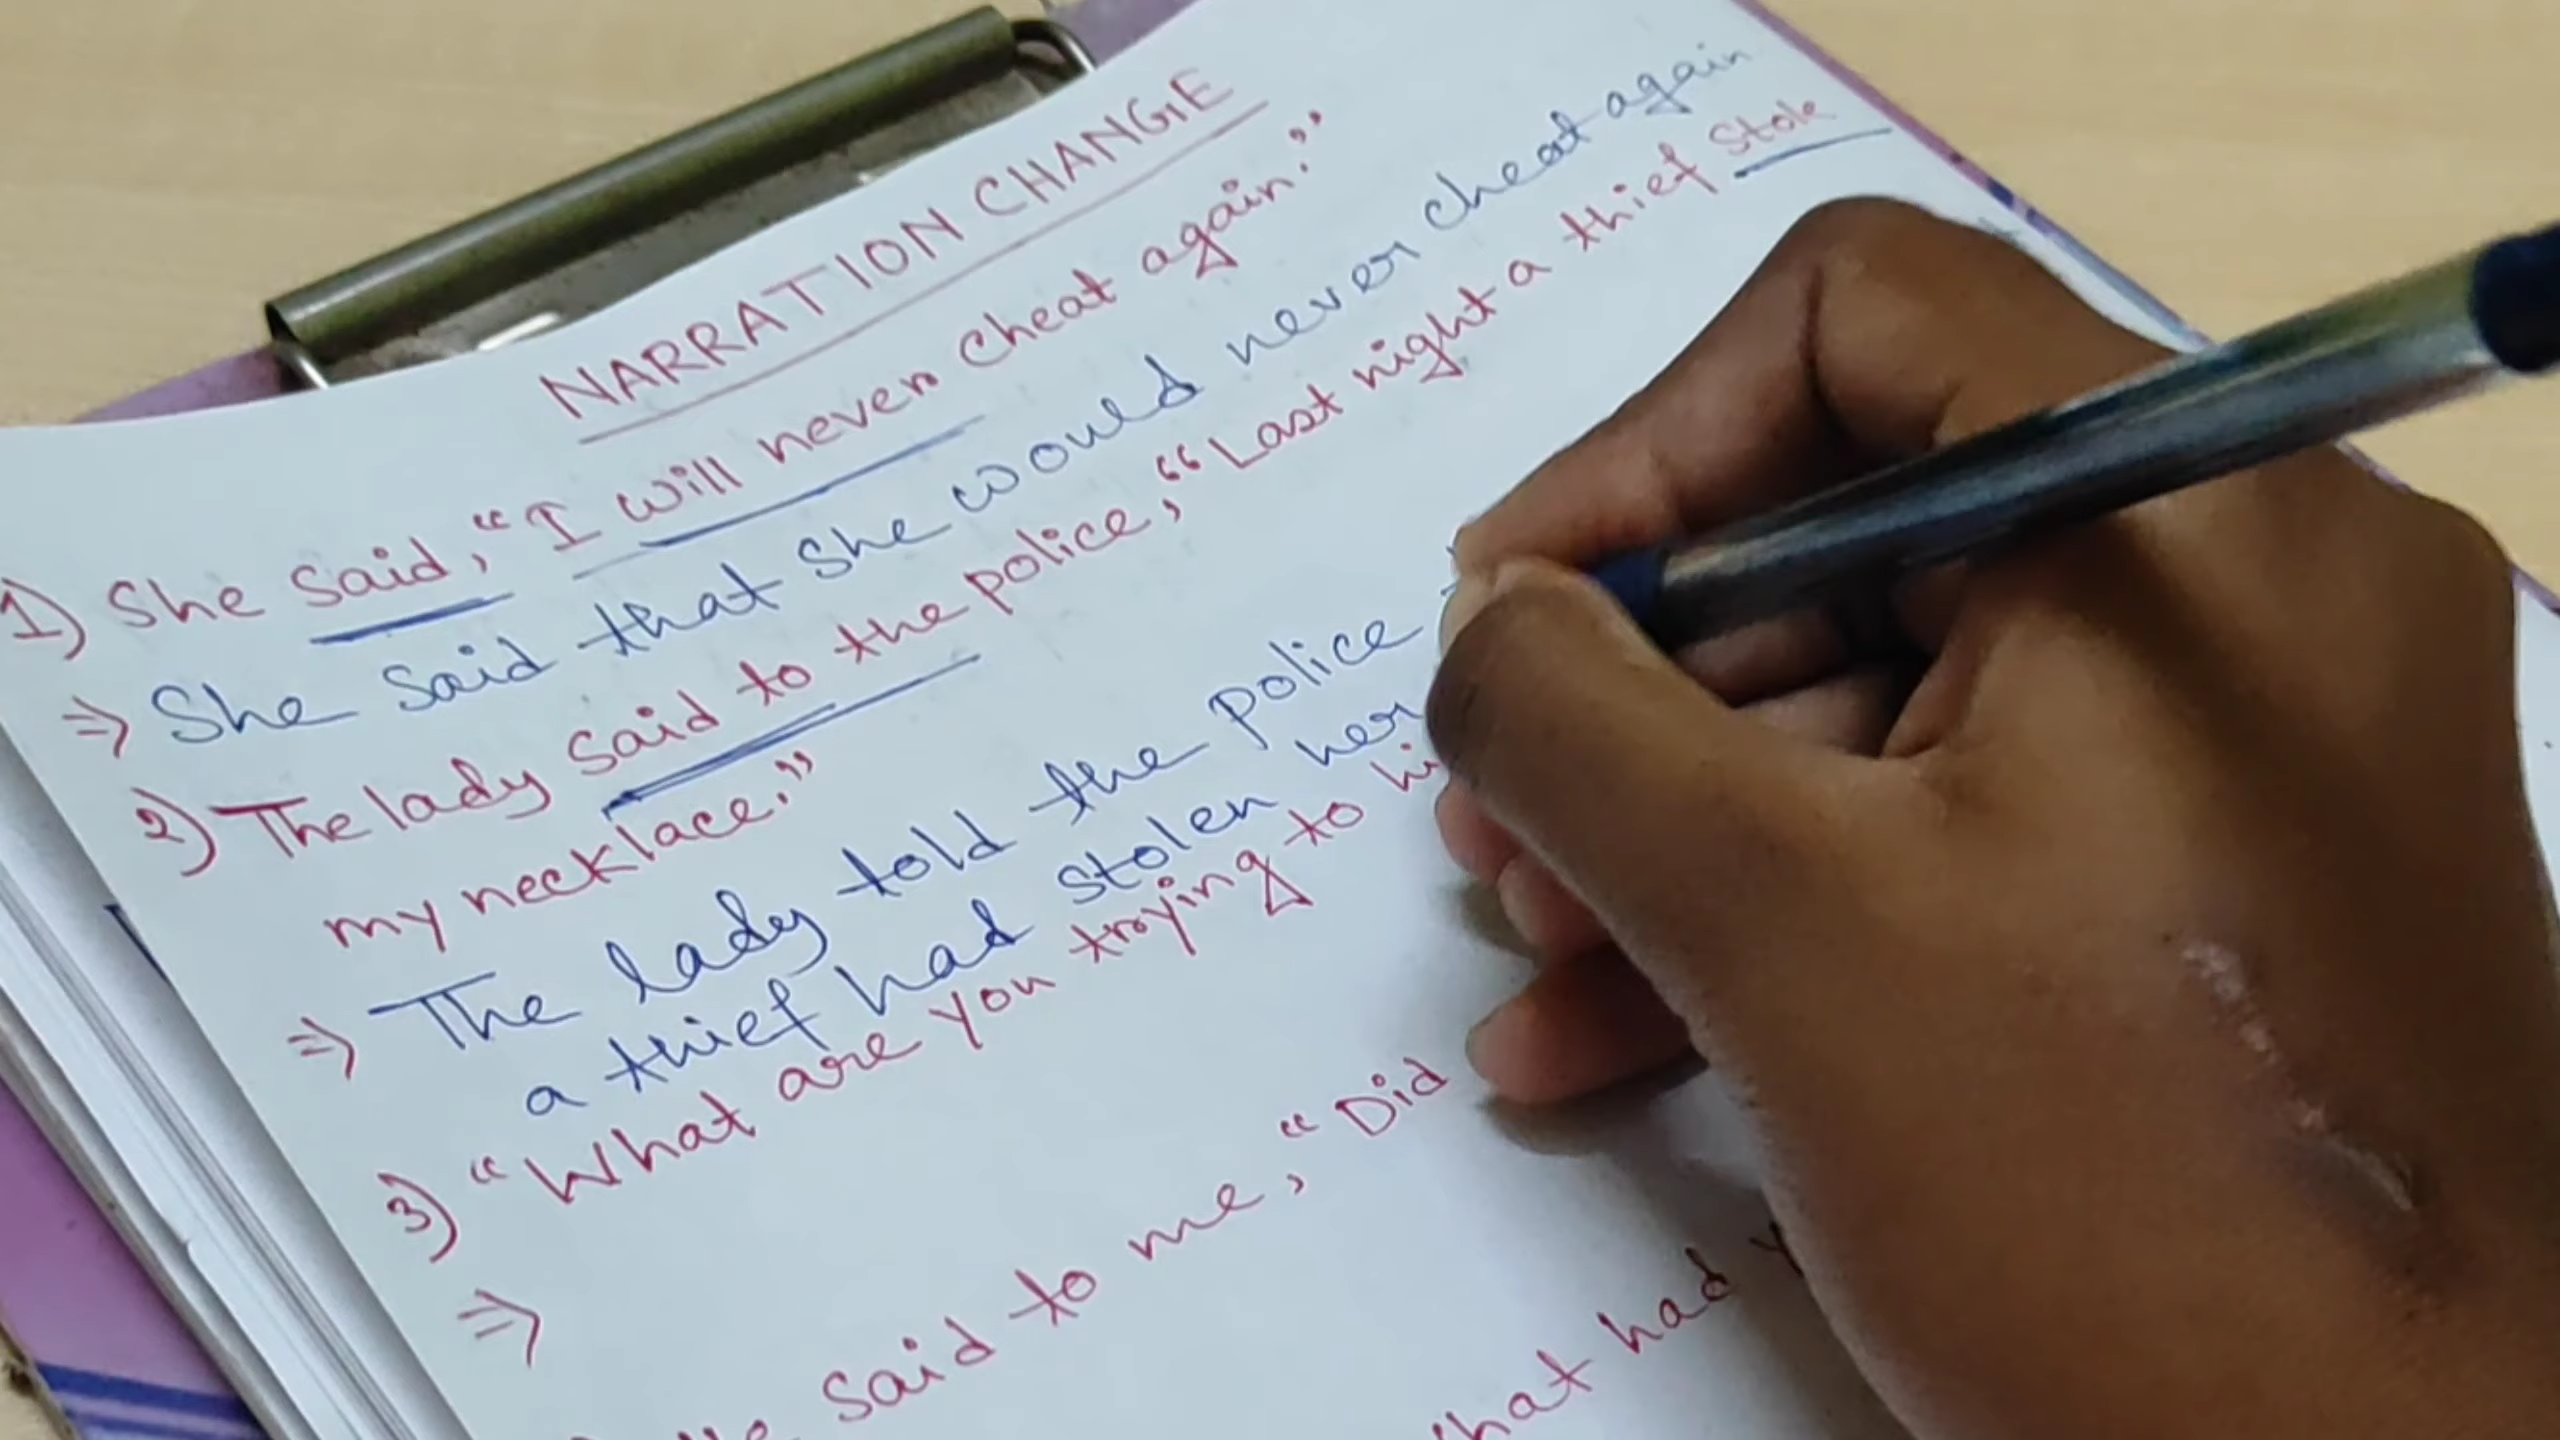 NARRATION CHANGE
1) She said, “I will never cheat again.”
⇒ She said that she would never cheat again
2) The lady said to the police, “Last night a thief stole
my necklace.”
⇒ The lady told the police
a thief had stolen her
3) “What are you trying to
⇒
said to me, “Did
had